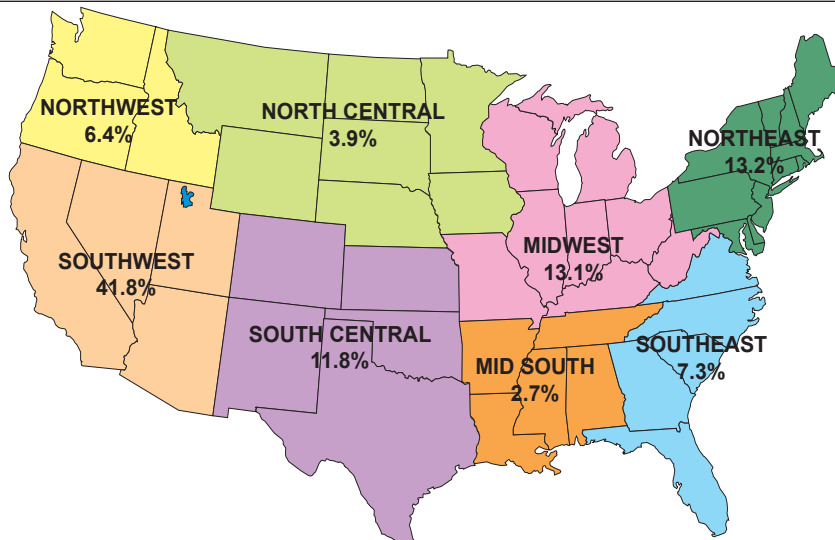 NORTHWEST
6.4%
NORTH CENTRAL
3.9%
NORTHEAST
13.2%
SOUTHWEST
41.8%
MIDWEST
13.1%
SOUTH CENTRAL
11.8%
MID SOUTH
2.7%
SOUTHEAST
7.3%